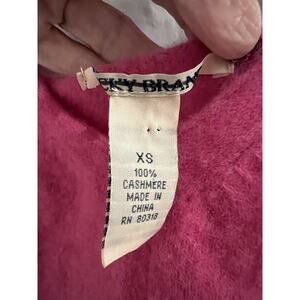 CKY BRAN
XS
100%
CASHMERE
MADE IN
CHINA
RN 80318